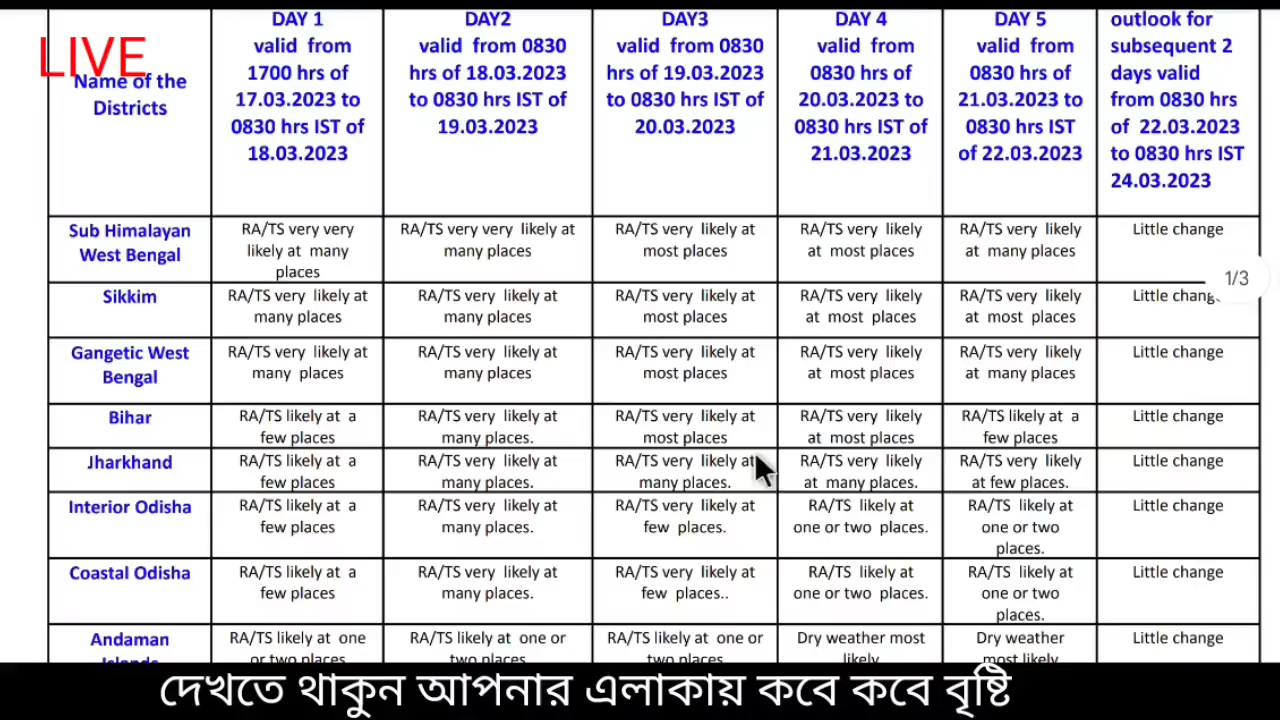 LIVE
Name of the
Districts
DAY 1
valid from
1700 hrs of
17.03.2023 to
0830 hrs IST of
18.03.2023
DAY2
valid from 0830
hrs of 18.03.2023
to 0830 hrs IST of
19.03.2023
DAY3
valid from 0830
hrs of 19.03.2023
to 0830 hrs IST of
20.03.2023
DAY 4
valid from
0830 hrs of
20.03.2023 to
0830 hrs IST of
21.03.2023
DAY 5
valid from
0830 hrs of
21.03.2023 to
0830 hrs IST
of 22.03.2023
outlook for
subsequent 2
days valid
from 0830 hrs
of 22.03.2023
to 0830 hrs IST
24.03.2023
Sub Himalayan
West Bengal
RA/TS very very
likely at many
places
RA/TS very very likely at
many places
RA/TS very likely at
most places
RA/TS very likely
at most places
RA/TS very likely
at many places
Little change
1/3
Sikkim
RA/TS very likely at
many places
RA/TS very likely at
many places
RA/TS very likely at
most places
RA/TS very likely
at most places
RA/TS very likely
at most places
Little change
Gangetic West
Bengal
RA/TS very likely at
many places
RA/TS very likely at
many places
RA/TS very likely at
most places
RA/TS very likely
at most places
RA/TS very likely
at many places
Little change
Bihar
RA/TS likely at a
few places
RA/TS very likely at
many places.
RA/TS very likely at
most places
RA/TS very likely
at most places
RA/TS likely at a
few places
Little change
Jharkhand
RA/TS likely at a
few places
RA/TS very likely at
many places.
RA/TS very likely at
many places.
RA/TS very likely
at many places.
RA/TS very likely
at few places.
Little change
Interior Odisha
RA/TS likely at a
few places
RA/TS very likely at
many places.
RA/TS very likely at
few places.
RA/TS likely at
one or two places.
RA/TS likely at
one or two
places.
Little change
Coastal Odisha
RA/TS likely at a
few places
RA/TS very likely at
many places.
RA/TS very likely at
few places..
RA/TS likely at
one or two places.
RA/TS likely at
one or two
places.
Little change
Andaman
Islands
RA/TS likely at one
or two places
RA/TS likely at one or
two places
RA/TS likely at one or
two places
Dry weather most
likely
Dry weather
most likely
Little change
দেখতে থাকুন আপনার এলাকায় কবে কবে বৃষ্টি